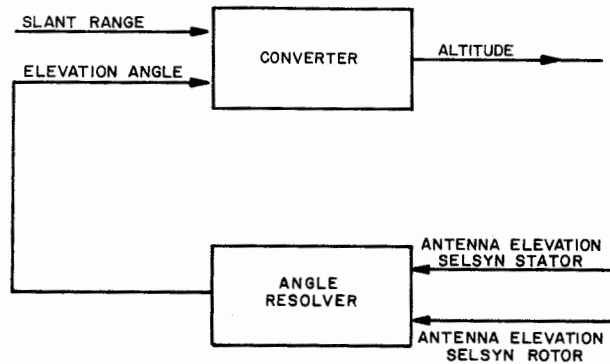 SLANT RANGE
ELEVATION ANGLE
CONVERTER
ALTITUDE
ANGLE
RESOLVER
ANTENNA ELEVATION
SELSYN STATOR
ANTENNA ELEVATION
SELSYN ROTOR